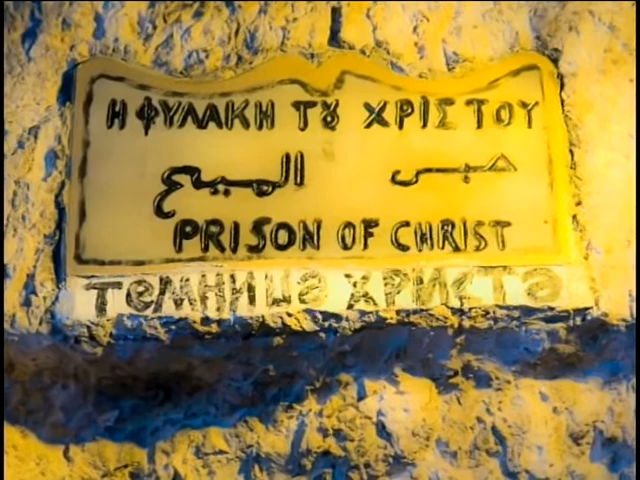 Η ΦΥΛΑΚΗ ΤȢ ΧΡΙΣΤΟΥ
حبس المسيح
PRISON OF CHRIST
ТеМНИЦа ХРИСТа